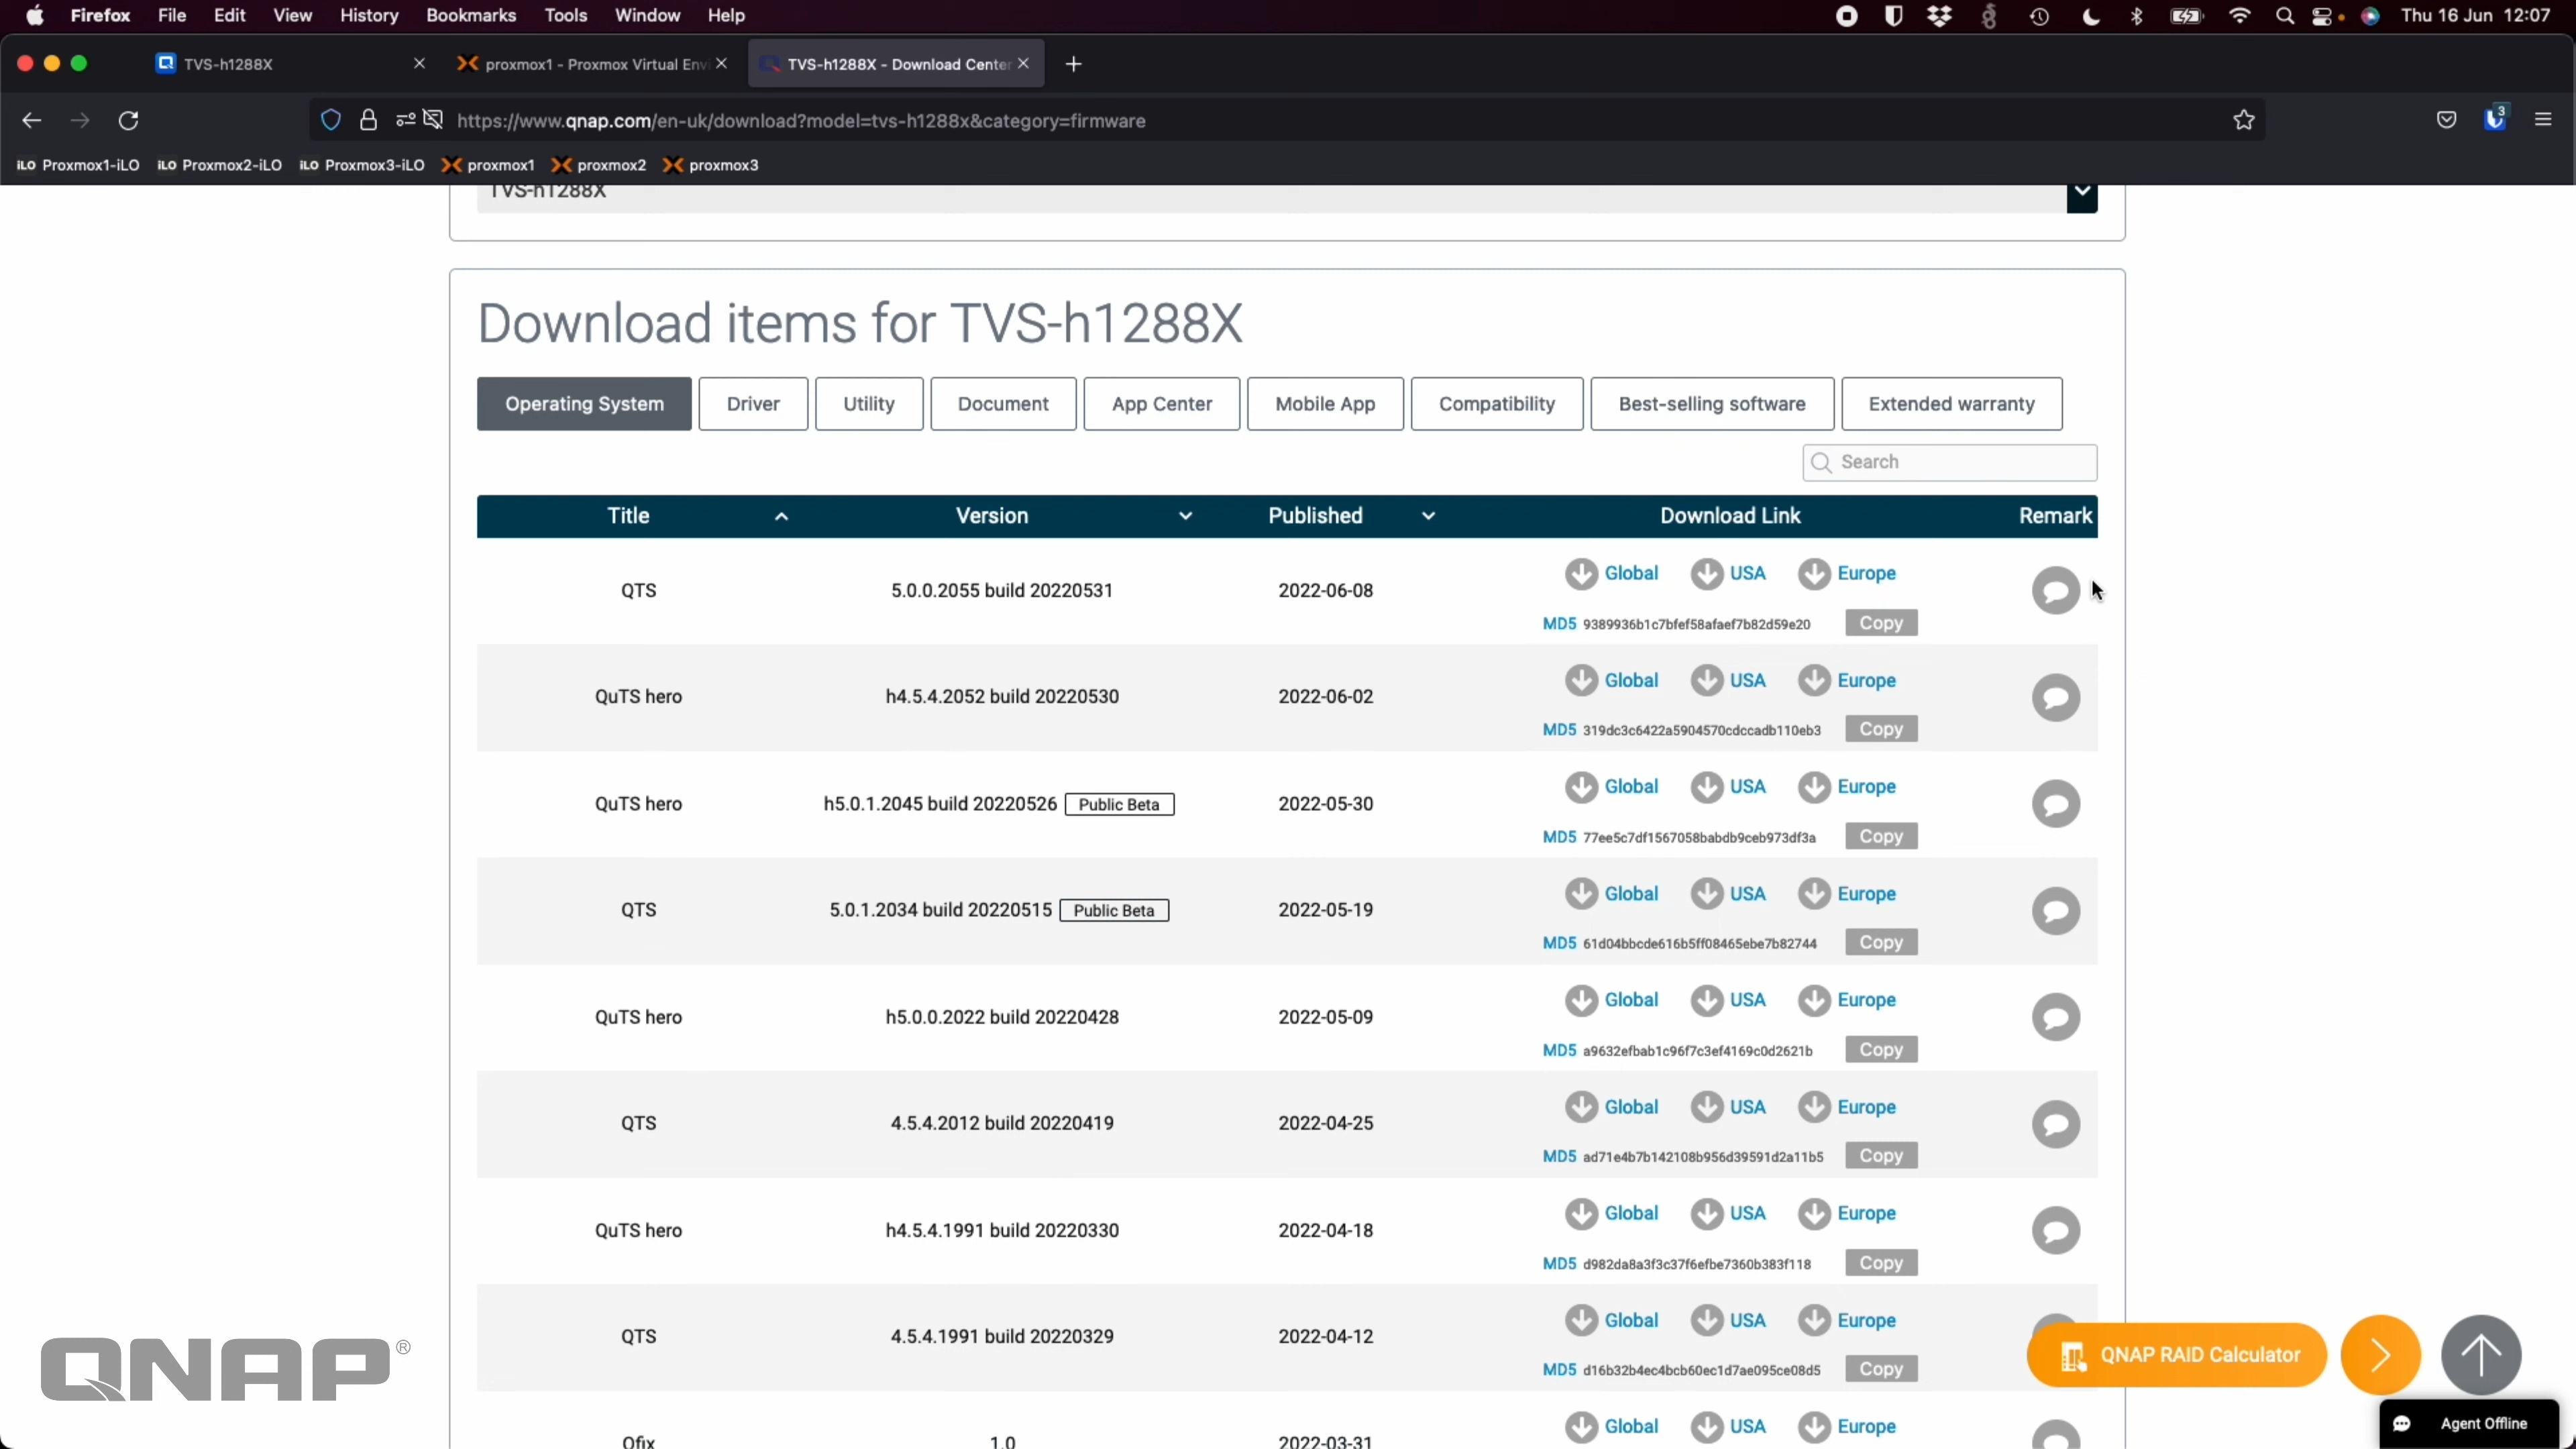 Firefox File Edit View History Bookmarks Tools Window Help Thu 16 Jun 12:07
TVS-h1288X proxmox1 - Proxmox Virtual Envi TVS-h1288X - Download Center
https://www.qnap.com/en-uk/download?model=tvs-h1288x&category=firmware 3
iLO Proxmox1-iLO iLO Proxmox2-iLO iLO Proxmox3-iLO proxmox1 proxmox2 proxmox3
TVS-h1288X
Download items for TVS-h1288X
Operating System Driver Utility Document App Center Mobile App Compatibility Best-selling software Extended warranty
Search
Title Version Published Download Link Remark
Global USA Europe
QTS 5.0.0.2055 build 20220531 2022-06-08
MD5 9389936b1c7bfef58afaef7b82d59e20 Copy
Global USA Europe
QuTS hero h4.5.4.2052 build 20220530 2022-06-02
MD5 319dc3c6422a5904570cdccadb110eb3 Copy
Global USA Europe
QuTS hero h5.0.1.2045 build 20220526 Public Beta 2022-05-30
MD5 77ee5c7df1567058babdb9ceb973df3a Copy
Global USA Europe
QTS 5.0.1.2034 build 20220515 Public Beta 2022-05-19
MD5 61d04bbcde616b5ff08465ebe7b82744 Copy
Global USA Europe
QuTS hero h5.0.0.2022 build 20220428 2022-05-09
MD5 a9632efbab1c96f7c3ef4169c0d2621b Copy
Global USA Europe
QTS 4.5.4.2012 build 20220419 2022-04-25
MD5 ad71e4b7b142108b956d39591d2a11b5 Copy
Global USA Europe
QuTS hero h4.5.4.1991 build 20220330 2022-04-18
MD5 d982da8a3f3c37f6efbe7360b383f118 Copy
Global USA Europe
QTS 4.5.4.1991 build 20220329 2022-04-12
MD5 d16b32b4ec4bcb60ec1d7ae095ce08d5 Copy
QNAP RAID Calculator
QNAP®
Global USA Europe
Qfix 1.0 2022-03-31
Agent Offline